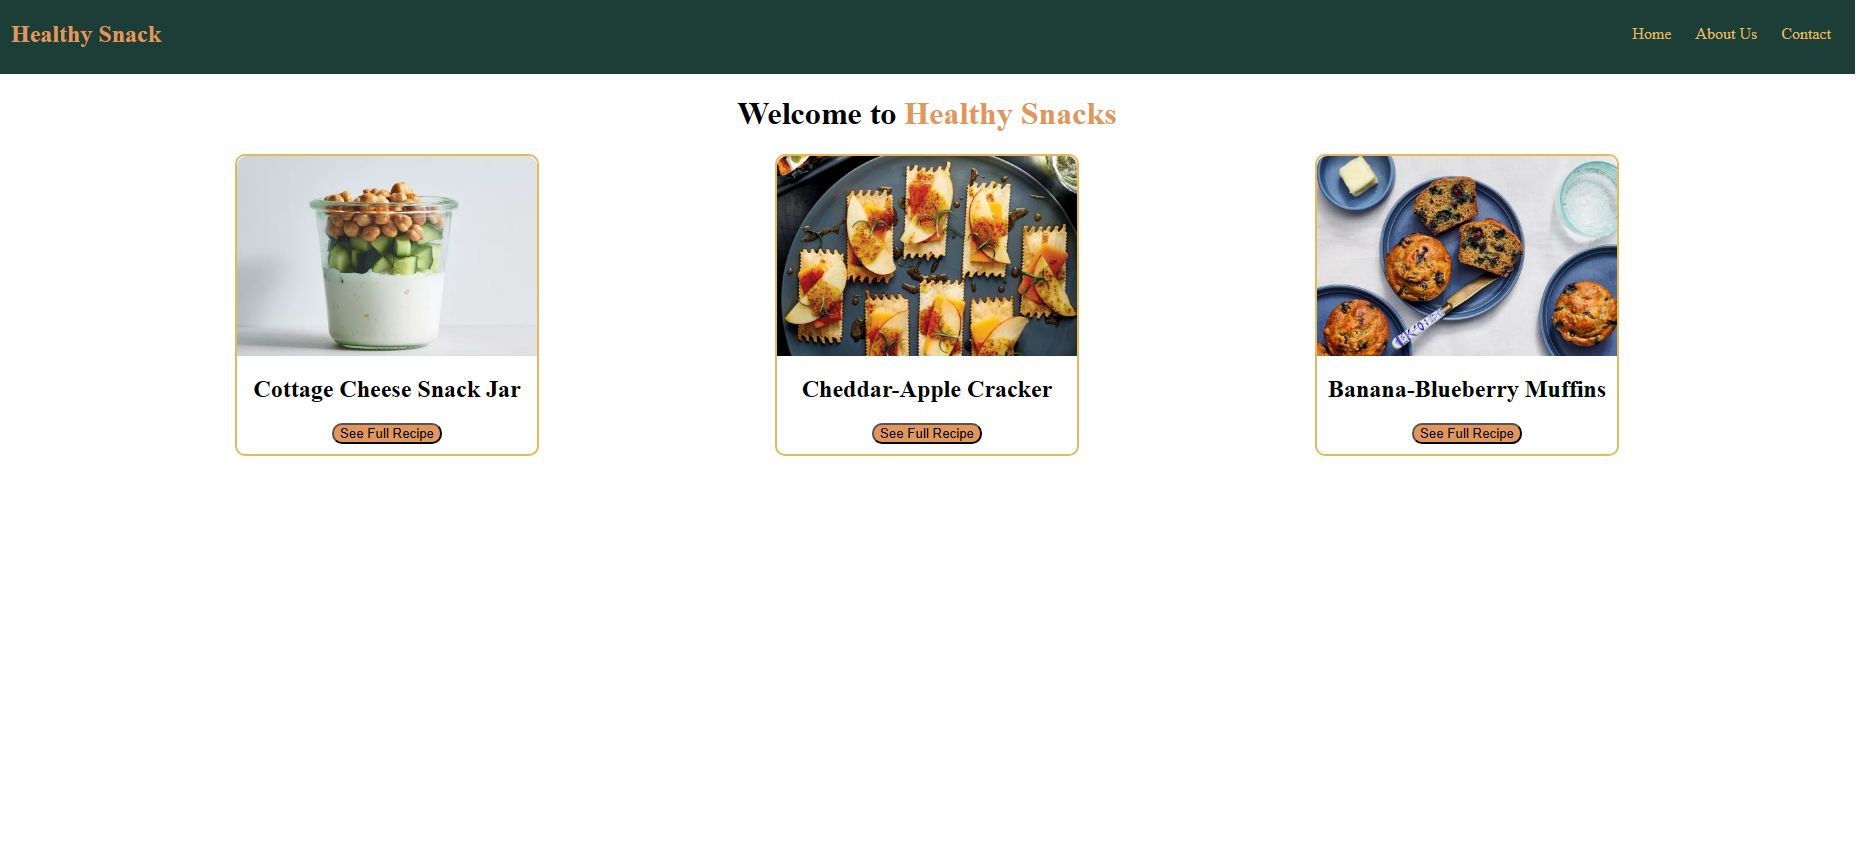 Healthy Snack
Home About Us Contact
Welcome to Healthy Snacks
Cottage Cheese Snack Jar
See Full Recipe
Cheddar-Apple Cracker
See Full Recipe
Banana-Blueberry Muffins
See Full Recipe